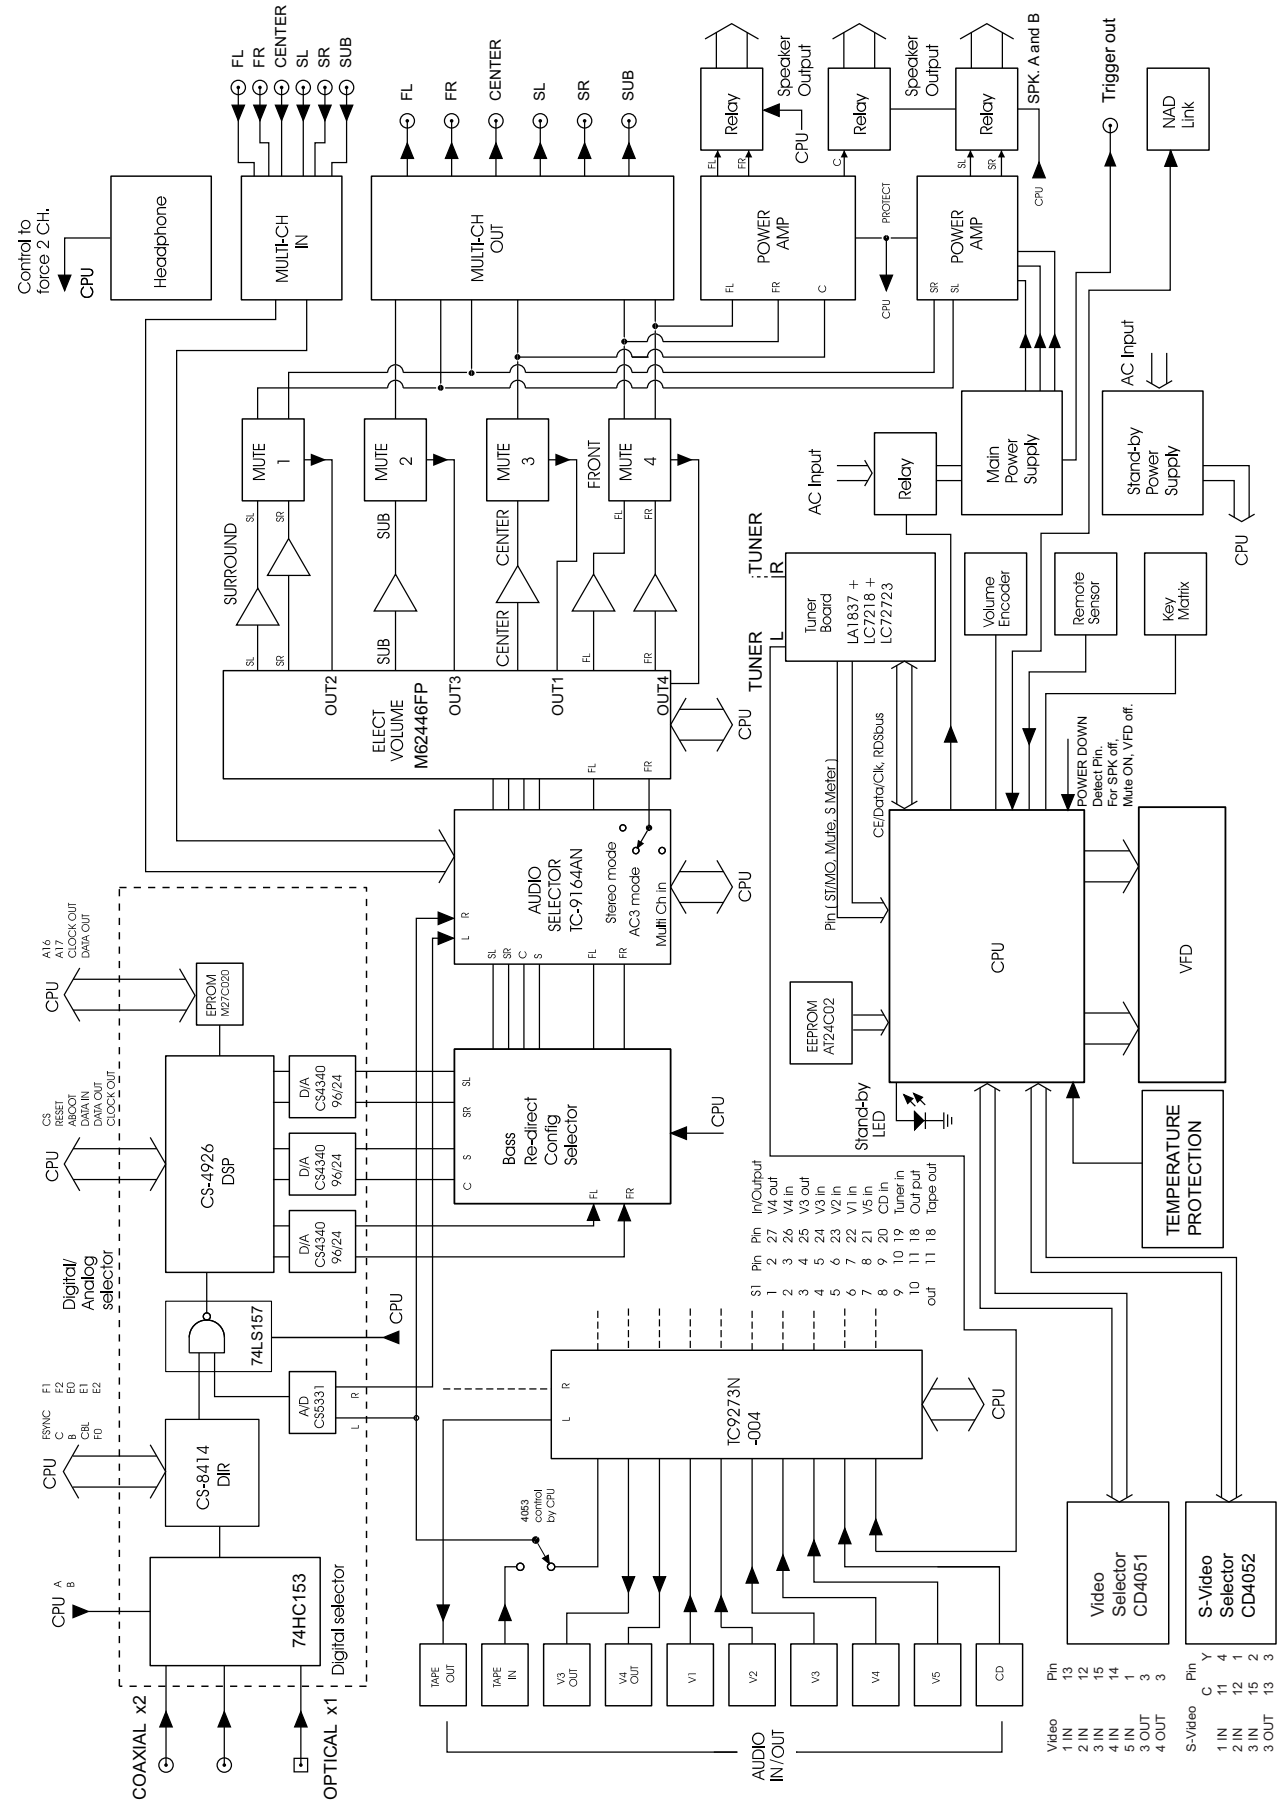 FL
FR
CENTER
SL
SR
SUB
FL
FR
CENTER
SL
SR
SUB
Control to
force 2 CH.
CPU
Headphone
MULTI-CH
IN
MULTI-CH
OUT
Relay
Speaker
Output
CPU
Relay
Speaker
Output
Relay
SPK. A and B
CPU
Trigger out
NAD
Link
FL
FR
C
SL
SR
POWER
AMP
FL
FR
C
PROTECT
CPU
POWER
AMP
SR
SL
MUTE
1
MUTE
2
MUTE
3
MUTE
4
SURROUND
SL
SR
SUB
CENTER
FRONT
FL
FR
SL
SR
OUT2
SUB
OUT3
CENTER
OUT1
FL
FR
OUT4
ELECT
VOLUME
M62446FP
FL
FR
CPU
AC Input
Relay
Main
Power
Supply
AC Input
Stand-by
Power
Supply
CPU
TUNER
R
TUNER
L
Tuner
Board
LA1837 +
LC7218 +
LC72723
Volume
Encoder
Remote
Sensor
Key
Matrix
Pin ( ST/MO, Mute, S Meter )
CE/Data/Clk, RDSbus
POWER DOWN
Detect Pin.
For SPK off,
Mute ON, VFD off.
A16
A17
CLOCK OUT
DATA OUT
CPU
EPROM
M27C020
AUDIO
SELECTOR
TC-9164AN
R
L
Stereo mode
AC3 mode
Multi Ch in
SL
SR
C
S
FL
FR
CPU
CS
RESET
ABOOT
DATA IN
DATA OUT
CLOCK OUT
CPU
CS-4926
DSP
D/A
CS4340
96/24
D/A
CS4340
96/24
D/A
CS4340
96/24
SL
SR
S
C
FL
FR
Bass
Re-direct
Config
Selector
CPU
EEPROM
AT24C02
CPU
VFD
Stand-by
LED
TEMPERATURE
PROTECTION
Digital/
Analog
selector
74LS157
CPU
A/D
CS5331
R
L
FSYNC
C
B
CBL
F0
F1
F2
E0
E1
E2
CPU
CS-8414
DIR
CPU
A
B
74HC153
Digital selector
COAXIAL x2
OPTICAL x1
S1 Pin Pin In/Output
1 2 27 V4 out
2 3 26 V4 in
3 4 25 V3 out
4 5 24 V3 in
5 6 23 V2 in
6 7 22 V1 in
7 8 21 V5 in
8 9 20 CD in
9 10 19 Tuner in
10 11 18 Out put
out 11 18 Tape out
L
R
TC9273N
-004
CPU
4053
control
by CPU
TAPE
OUT
TAPE
IN
V3
OUT
V4
OUT
V1
V2
V3
V4
V5
CD
AUDIO
IN/OUT
Video
Selector
CD4051
S-Video
Selector
CD4052
Video Pin
1 IN 13
2 IN 12
3 IN 15
4 IN 14
5 IN 1
3 OUT 3
4 OUT 3
S-Video Pin
C Y
1 IN 11 4
2 IN 12 1
3 IN 15 2
3 OUT 13 3